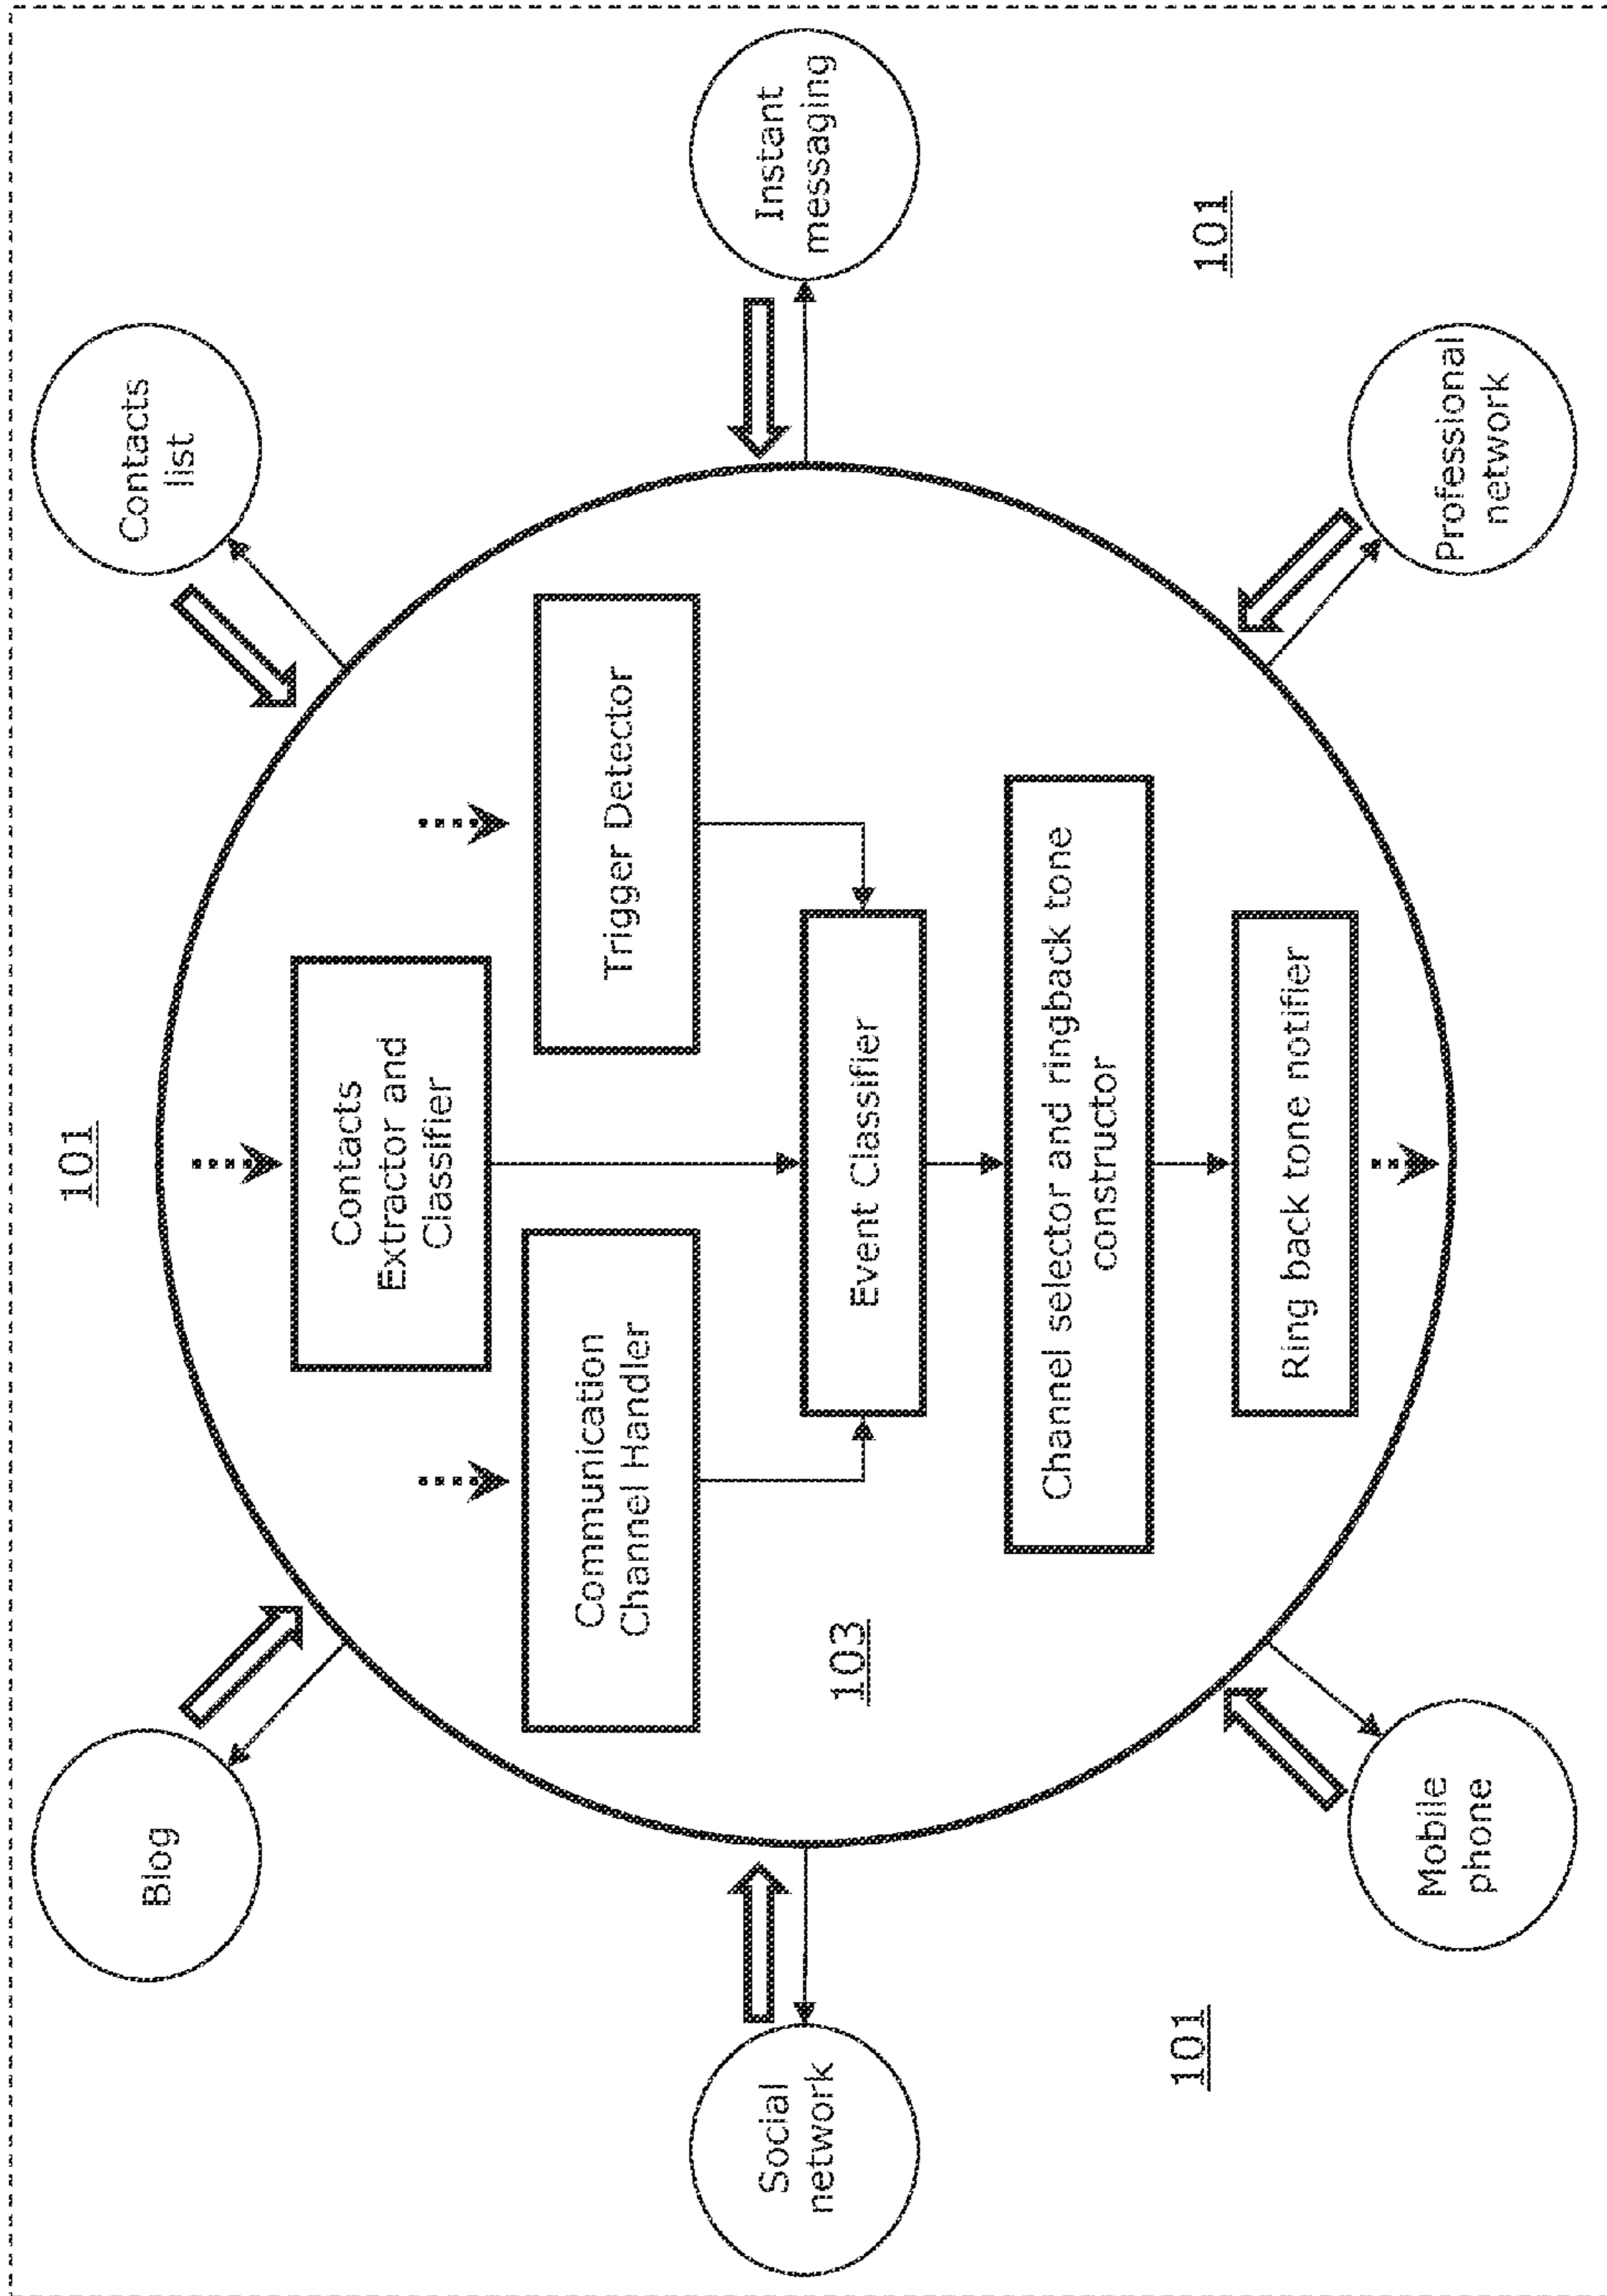 101
Blog
Contacts
list
Contacts
Extractor and
Classifier
Communication
Channel Handler
Trigger Detector
Social
network
Instant
messaging
Event Classifier
103
Channel selector and ringback tone
constructor
101
101
Ring back tone notifier
Mobile
phone
Professional
network